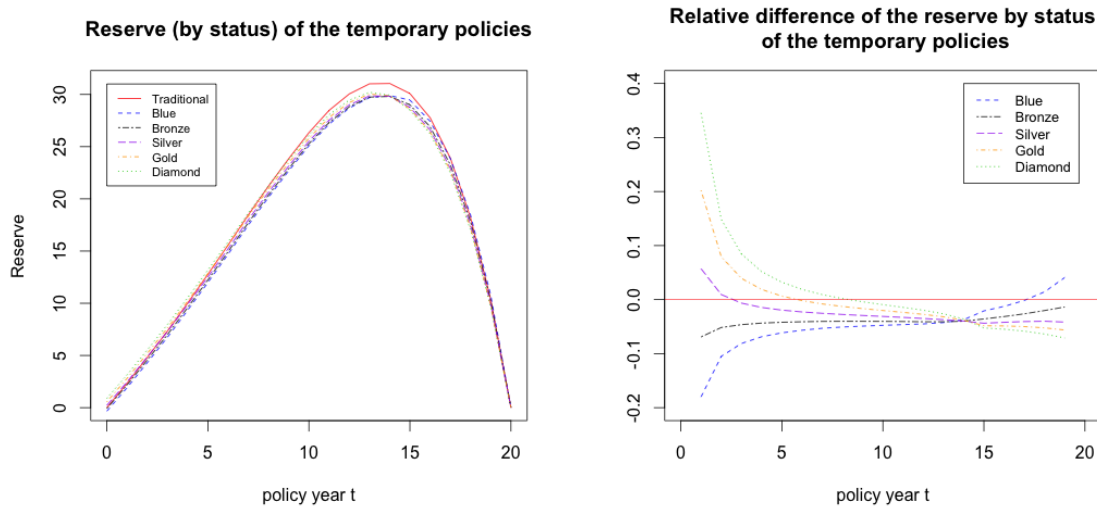 Reserve (by status) of the temporary policies
Reserve
30
25
20
15
10
5
0
Traditional
Blue
Bronze
Silver
Gold
Diamond
0 5 10 15 20
policy year t
Relative difference of the reserve by status
of the temporary policies
0.4
0.3
0.2
0.1
0.0
-0.1
-0.2
Blue
Bronze
Silver
Gold
Diamond
0 5 10 15 20
policy year t